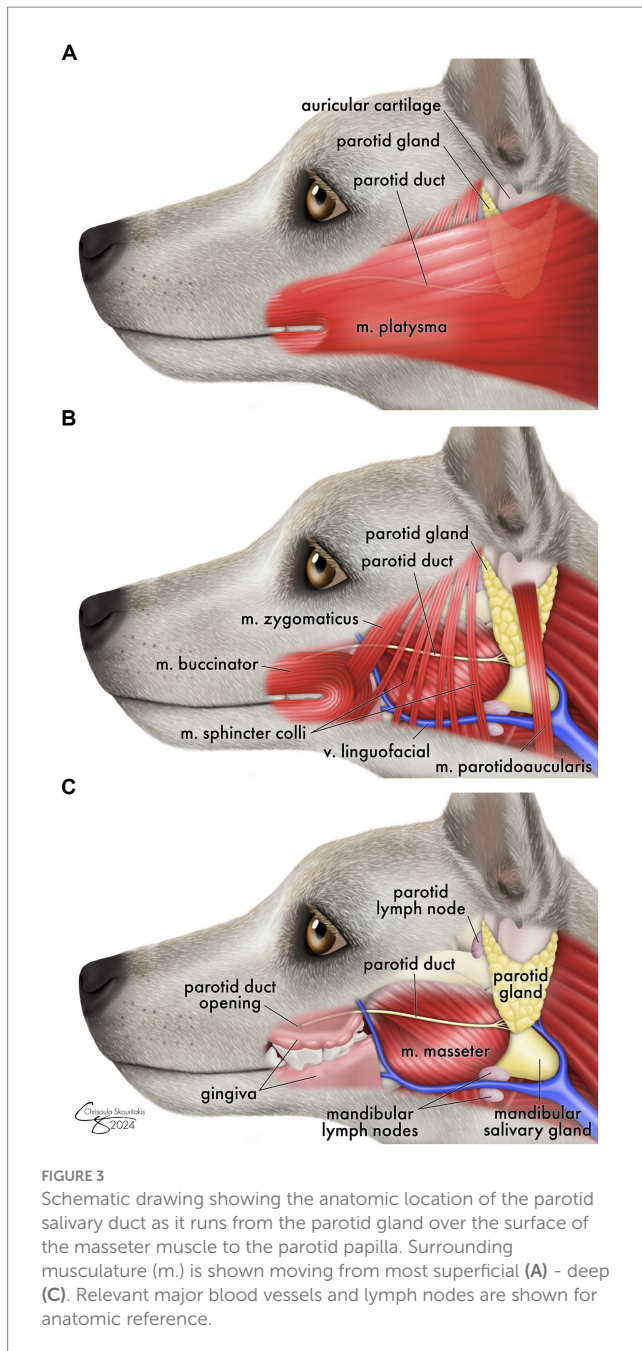 A
auricular cartilage
parotid gland
parotid duct
m. platysma
B
parotid gland
parotid duct
m. zygomaticus
m. buccinator
m. sphincter colli
v. linguofacial
m. parotidoaucularis
C
parotid
lymph node
parotid duct
parotid duct
opening
parotid
gland
m. masseter
gingiva
mandibular
lymph nodes
mandibular
salivary gland
Chrisoula Skouritakis
2024
FIGURE 3
Schematic drawing showing the anatomic location of the parotid
salivary duct as it runs from the parotid gland over the surface of
the masseter muscle to the parotid papilla. Surrounding
musculature (m.) is shown moving from most superficial (A) - deep
(C). Relevant major blood vessels and lymph nodes are shown for
anatomic reference.